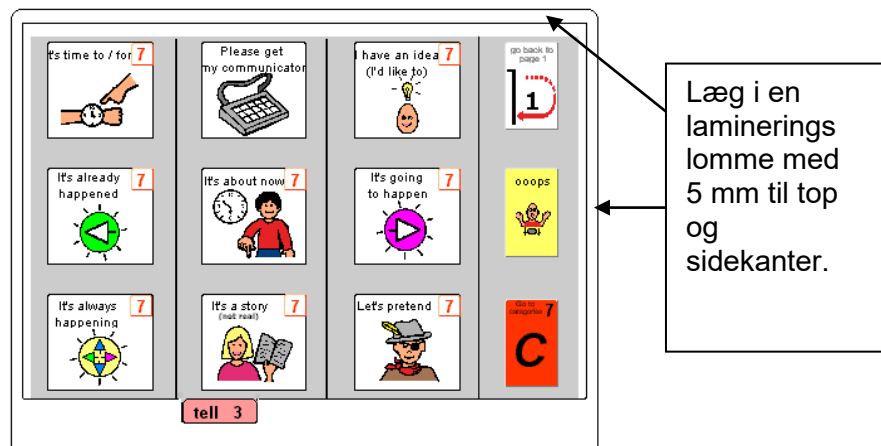 It's time to / for 7
Please get
my communicator
I have an idea 7
(I'd like to)
go back to
page 1
1
It's already 7
happened
It's about now 7
It's going 7
to happen
ooops
It's always 7
happening
It's a story 7
(not real)
Let's pretend 7
Go to
categories 7
C
tell 3
Læg i en
laminerings
lomme med
5 mm til top
og
sidekanter.